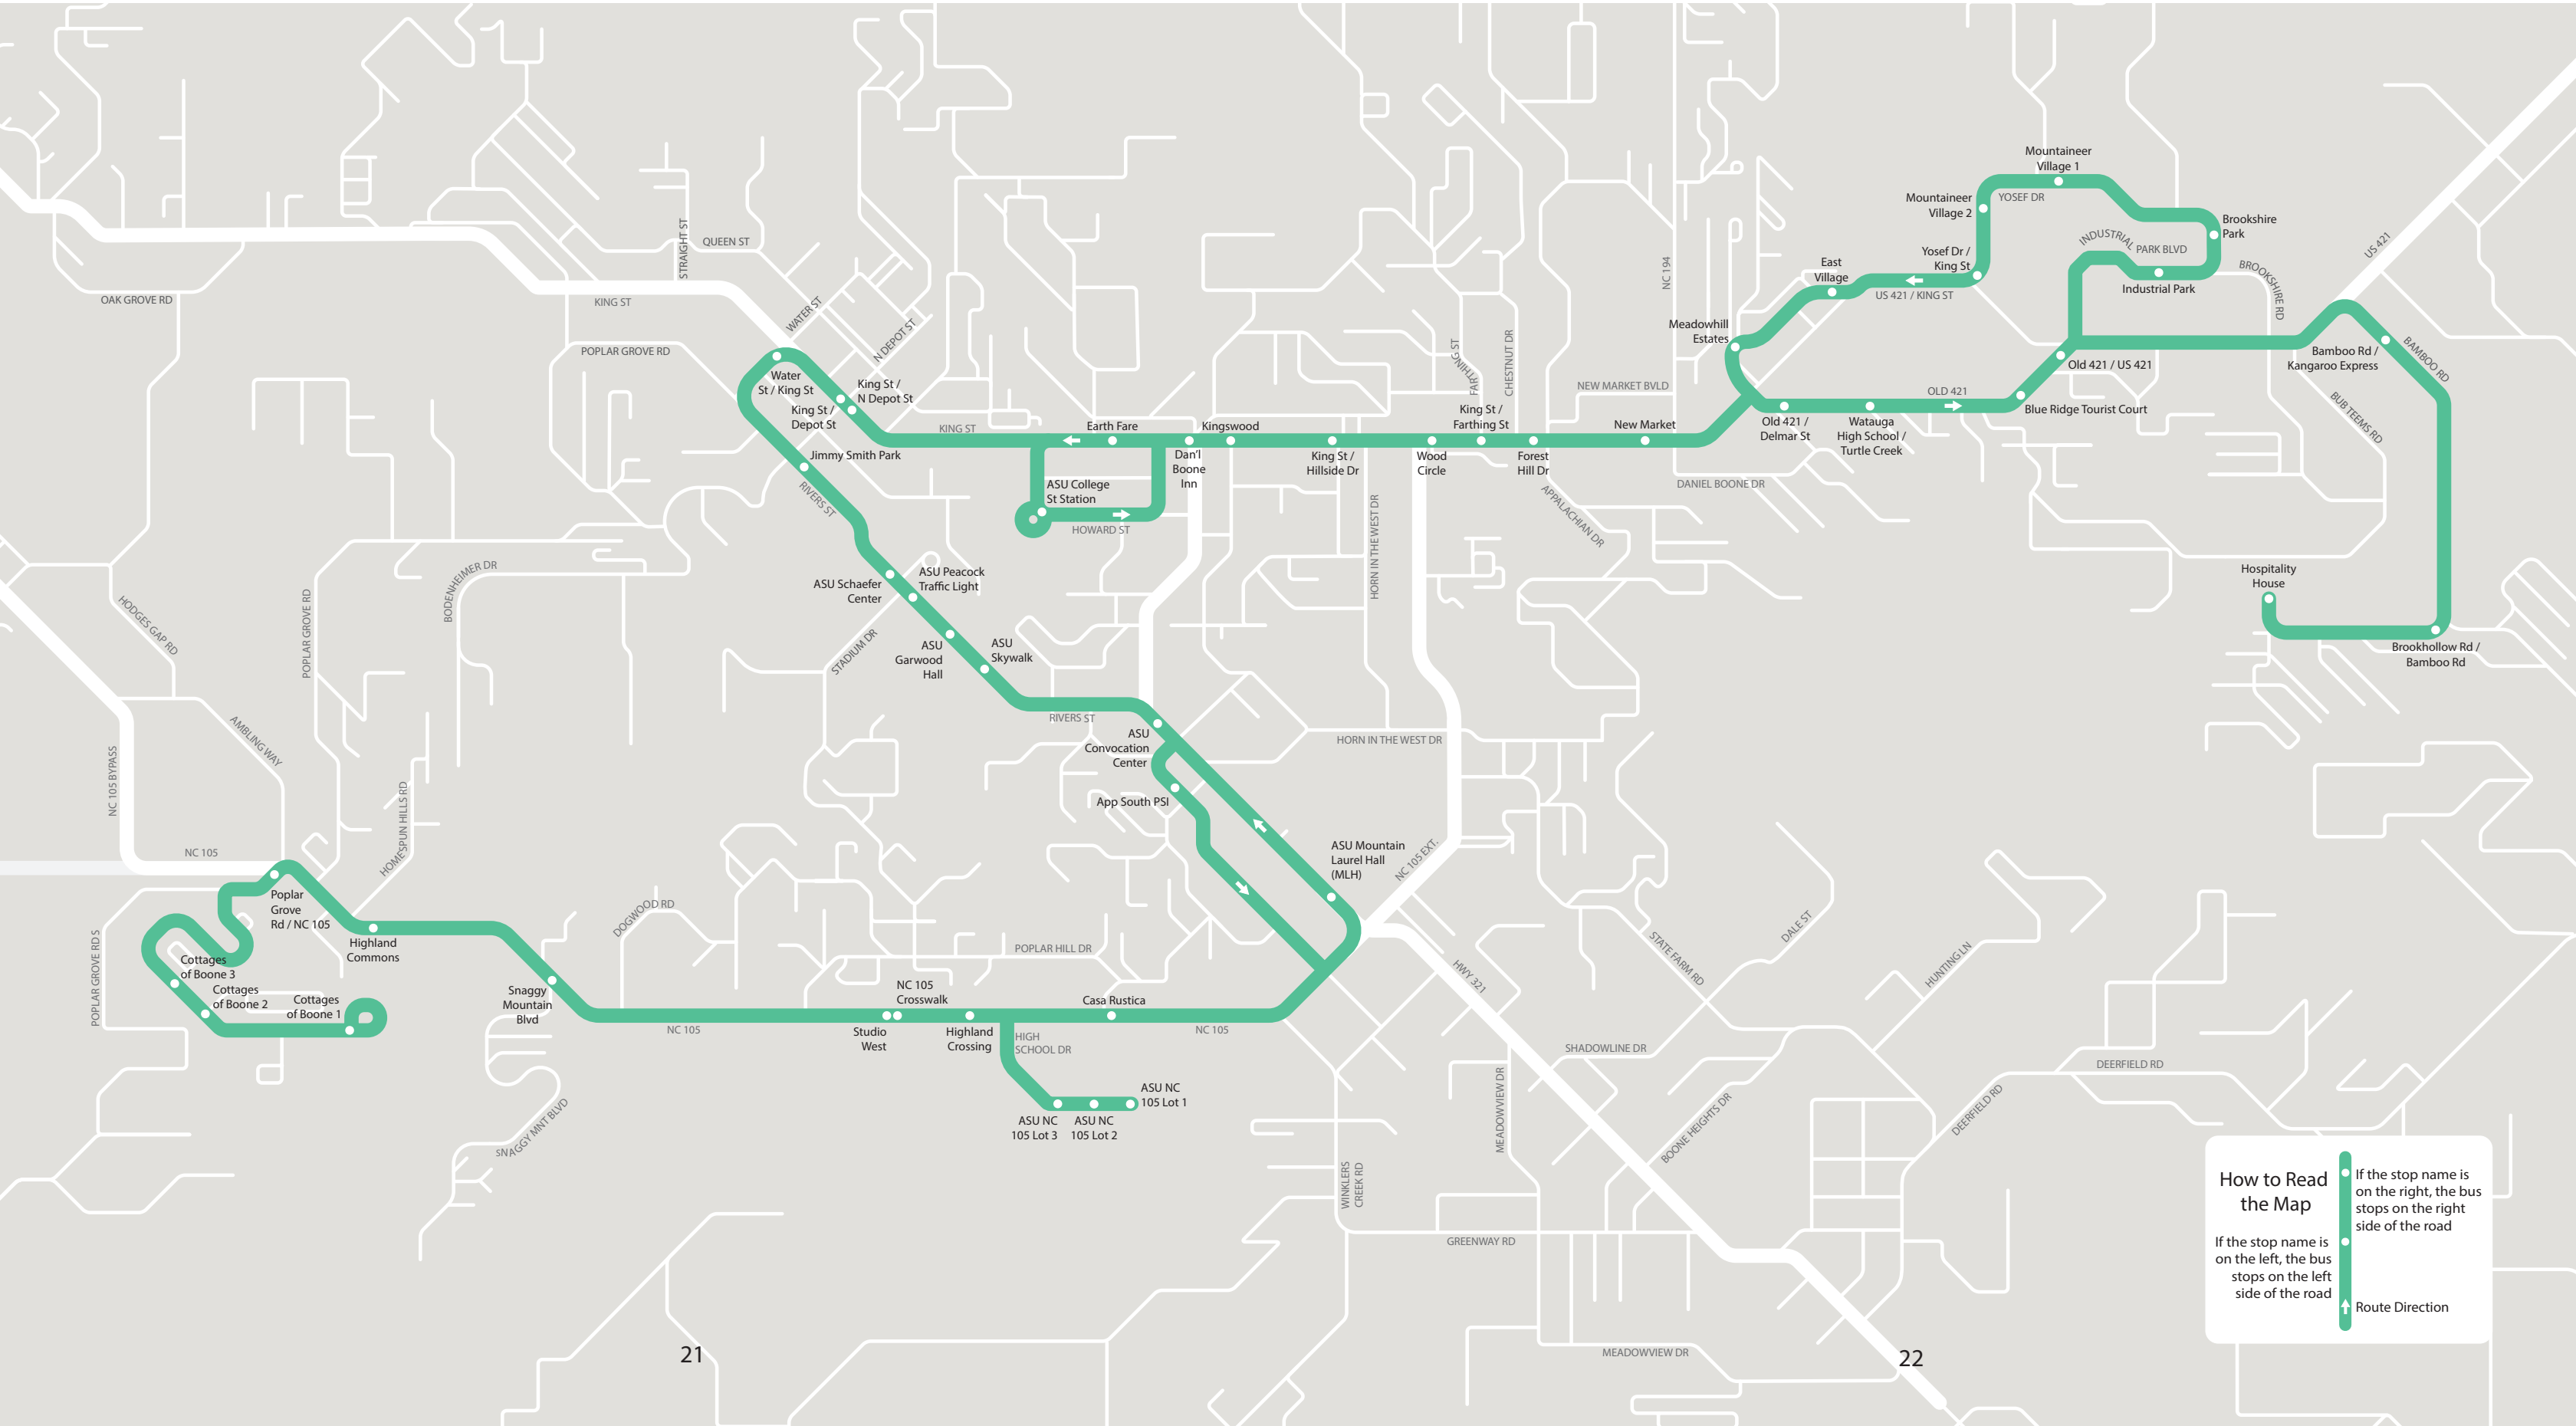 Mountaineer
Village 1
Mountaineer
Village 2
YOSEF DR
Brookshire
Park
INDUSTRIAL
PARK BLVD
Yosef Dr /
King St
East
Village
US 421 / KING ST
Industrial Park
BROOKSHIRE RD
US 421
STRAIGHT ST
QUEEN ST
OAK GROVE RD
KING ST
WATER ST
N DEPOT ST
POPLAR GROVE RD
NC 194
Meadowhill
Estates
FARTHING ST
CHESTNUT DR
NEW MARKET BVLD
Old 421 / US 421
Bamboo Rd /
Kangaroo Express
BAMBOO RD
BUB TEEMS RD
Water
St / King St
King St /
N Depot St
King St /
Depot St
KING ST
Earth Fare
Kingswood
King St /
Farthing St
New Market
OLD 421
Blue Ridge Tourist Court
Old 421 /
Delmar St
Watauga
High School /
Turtle Creek
Jimmy Smith Park
Dan'l
Boone
Inn
King St /
Hillside Dr
Wood
Circle
Forest
Hill Dr
DANIEL BOONE DR
RIVERS ST
ASU College
St Station
HOWARD ST
HORN IN THE WEST DR
APPALACHIAN DR
BODENHEIMER DR
HODGES GAP RD
POPLAR GROVE RD
ASU Schaefer
Center
ASU Peacock
Traffic Light
STADIUM DR
ASU
Garwood
Hall
ASU
Skywalk
Hospitality
House
Brookhollow Rd /
Bamboo Rd
AMBLING WAY
NC 105 BYPASS
RIVERS ST
ASU
Convocation
Center
HORN IN THE WEST DR
App South PSI
HOMESPUN HILLS RD
NC 105
ASU Mountain
Laurel Hall
(MLH)
NC 105 EXT.
Poplar
Grove
Rd / NC 105
Highland
Commons
DOGWOOD RD
POPLAR HILL DR
POPLAR GROVE RD S
Cottages
of Boone 3
Cottages
of Boone 2
Cottages
of Boone 1
Snaggy
Mountain
Blvd
NC 105
NC 105
Crosswalk
Studio
West
Highland
Crossing
Casa Rustica
NC 105
HIGH
SCHOOL DR
ASU NC
105 Lot 1
ASU NC
105 Lot 3
ASU NC
105 Lot 2
SNAGGY MNT BLVD
HWY 321
STATE FARM RD
DALE ST
HUNTING LN
SHADOWLINE DR
MEADOWVIEW DR
BOONE HEIGHTS DR
DEERFIELD RD
DEERFIELD RD
WINKLERS
CREEK RD
GREENWAY RD
MEADOWVIEW DR
How to Read
the Map
If the stop name is
on the right, the bus
stops on the right
side of the road
If the stop name is
on the left, the bus
stops on the left
side of the road
Route Direction
21
22